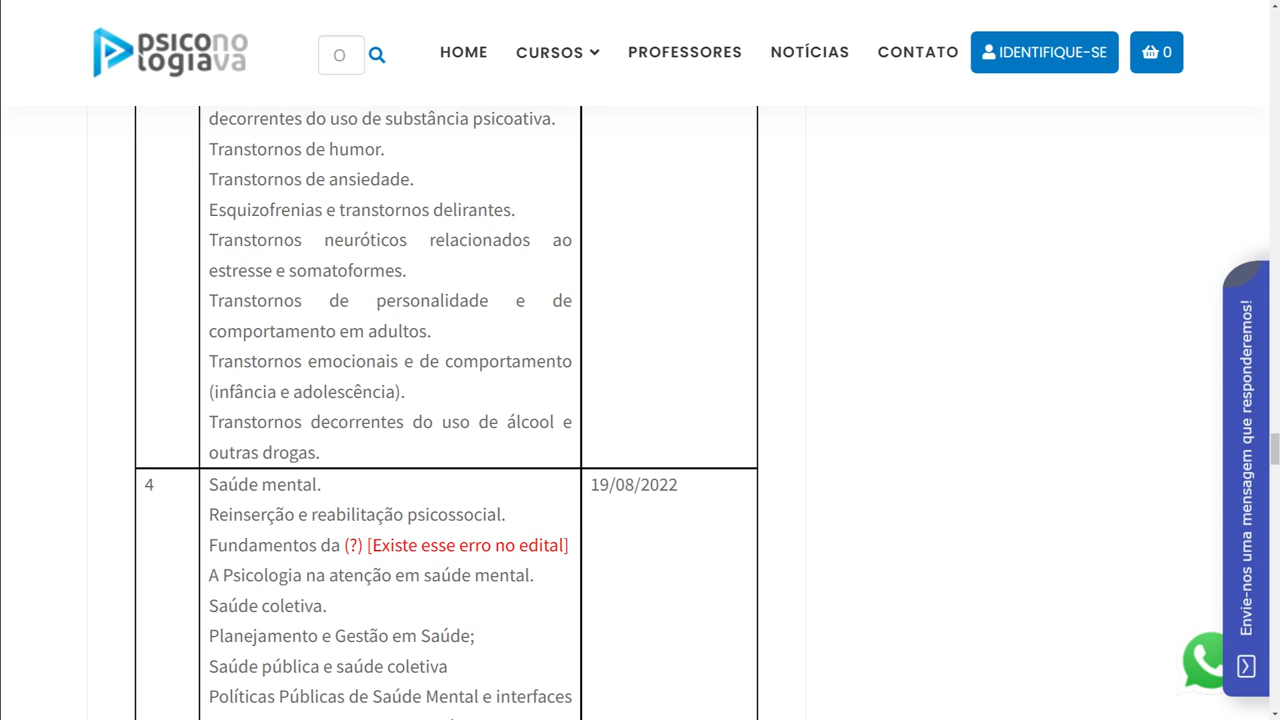 psicono
logiava
O
HOME
CURSOS
PROFESSORES
NOTÍCIAS
CONTATO
IDENTIFIQUE-SE
0
decorrentes do uso de substância psicoativa.
Transtornos de humor.
Transtornos de ansiedade.
Esquizofrenias e transtornos delirantes.
Transtornos neuróticos relacionados ao
estresse e somatoformes.
Transtornos de personalidade e de
comportamento em adultos.
Transtornos emocionais e de comportamento
(infância e adolescência).
Transtornos decorrentes do uso de álcool e
outras drogas.
4
Saúde mental.
19/08/2022
Reinserção e reabilitação psicossocial.
Fundamentos da (?) [Existe esse erro no edital]
A Psicologia na atenção em saúde mental.
Saúde coletiva.
Planejamento e Gestão em Saúde;
Saúde pública e saúde coletiva
Políticas Públicas de Saúde Mental e interfaces
Envie-nos uma mensagem que responderemos!